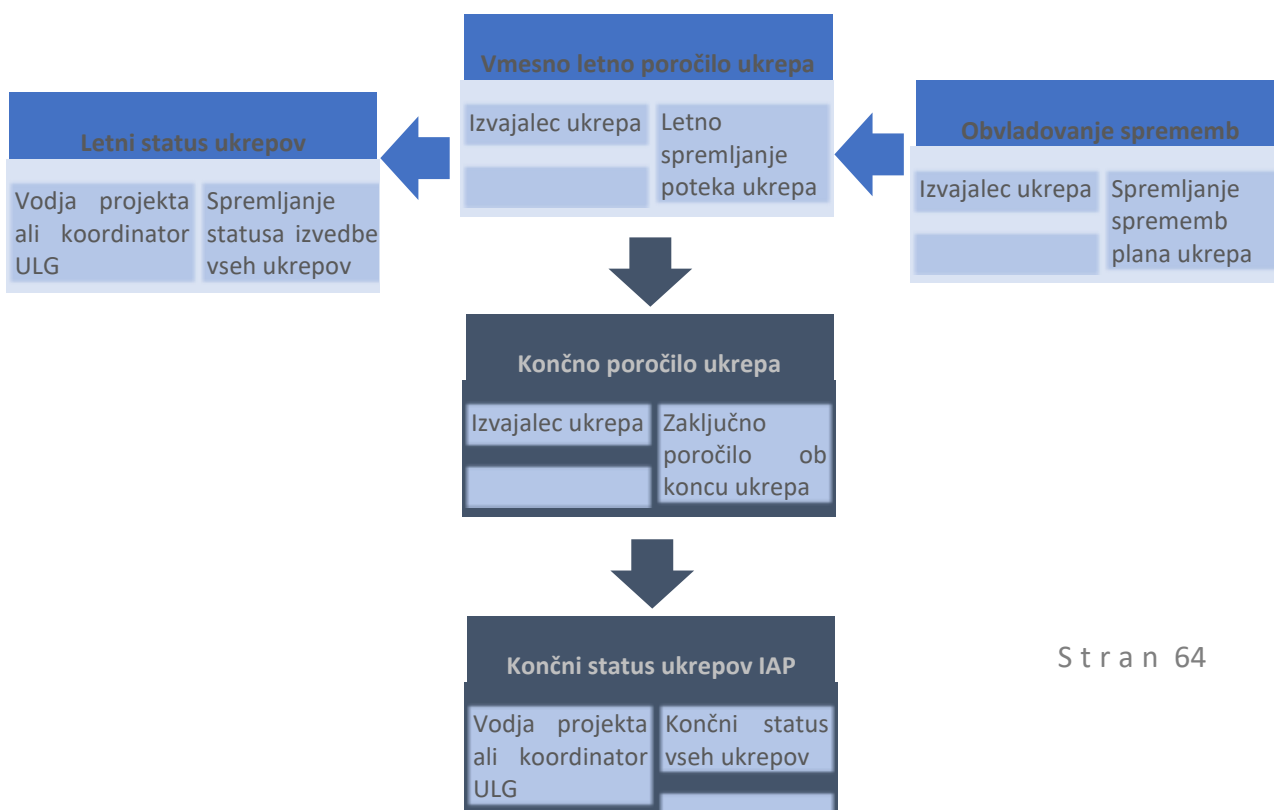 Vmesno letno poročilo ukrepa
Izvajalec ukrepa
Letno
spremljanje
poteka ukrepa
Letni status ukrepov
Vodja projekta
ali koordinator
ULG
Spremljanje
statusa izvedbe
vseh ukrepov
Obvladovanje sprememb
Izvajalec ukrepa
Spremljanje
sprememb
plana ukrepa
Končno poročilo ukrepa
Izvajalec ukrepa
Zaključno
poročilo ob
koncu ukrepa
Končni status ukrepov IAP
Vodja projekta
ali koordinator
ULG
Končni status
vseh ukrepov
S t r a n 64